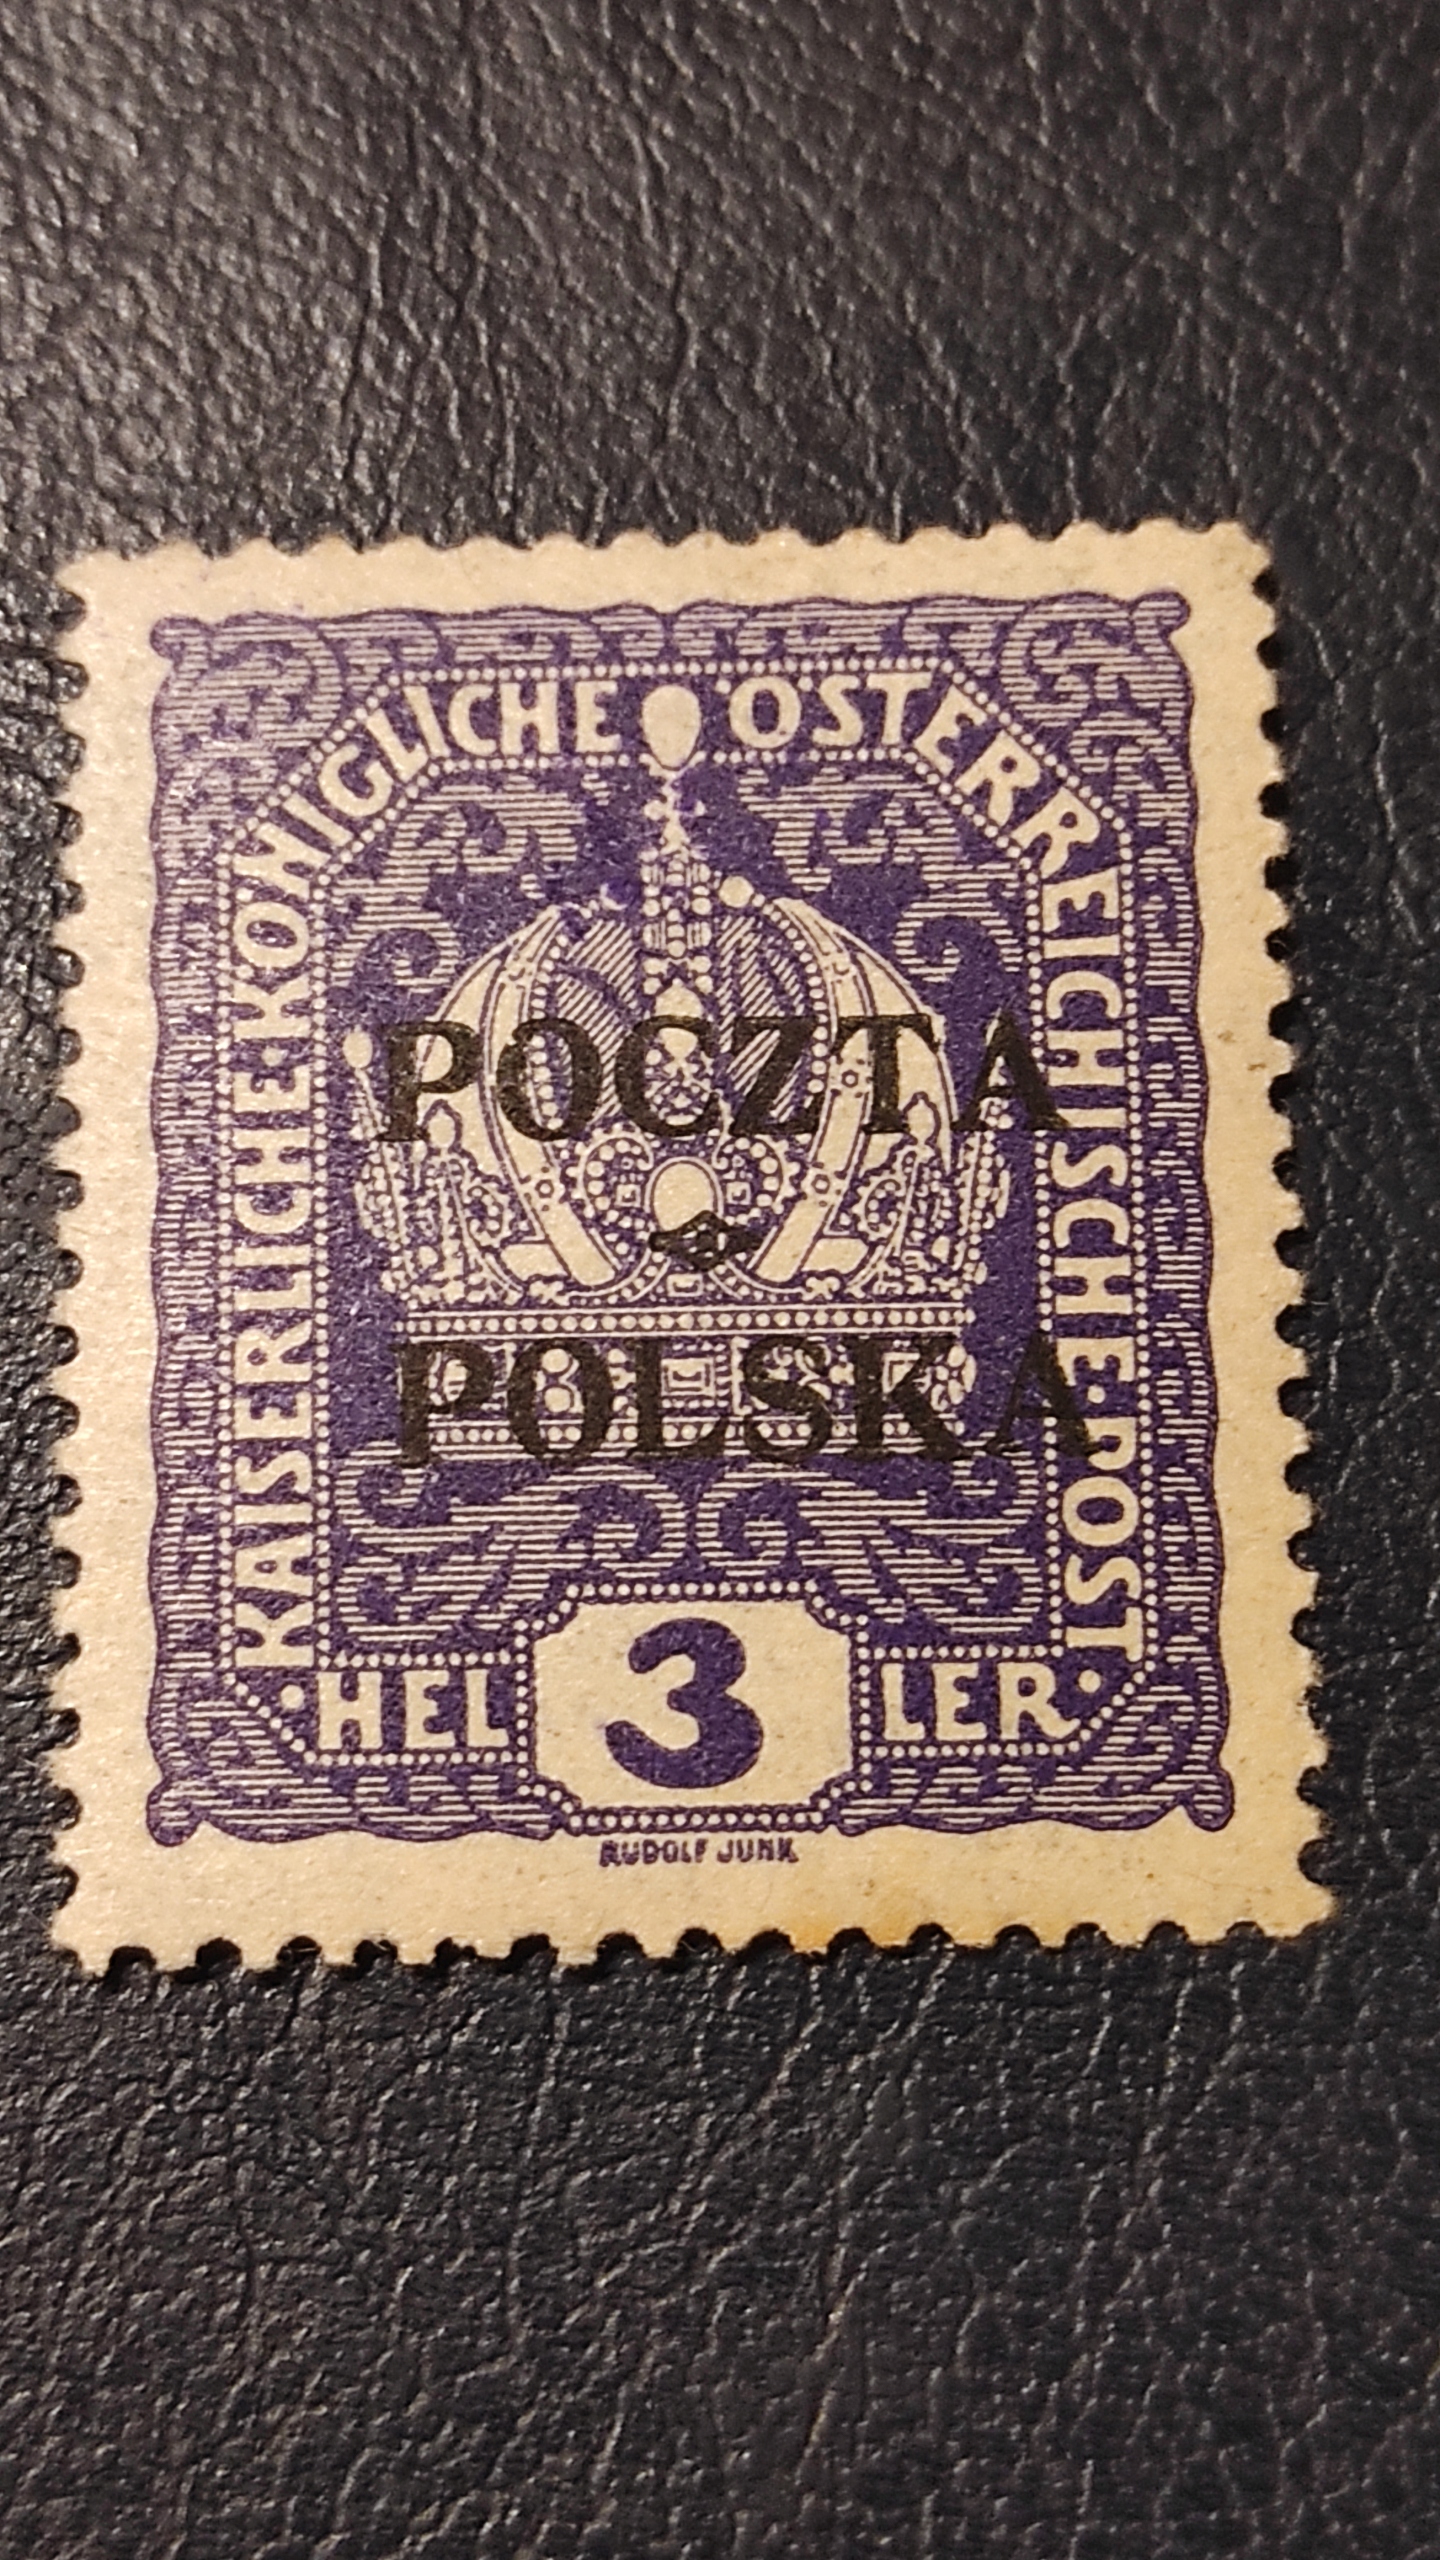 KAISERLICHE·KÖNIGLICHE ÖSTERREICHISCHE·POST
POCZTA
POLSKA
·HEL 3 LER·
RUDOLF JUNK